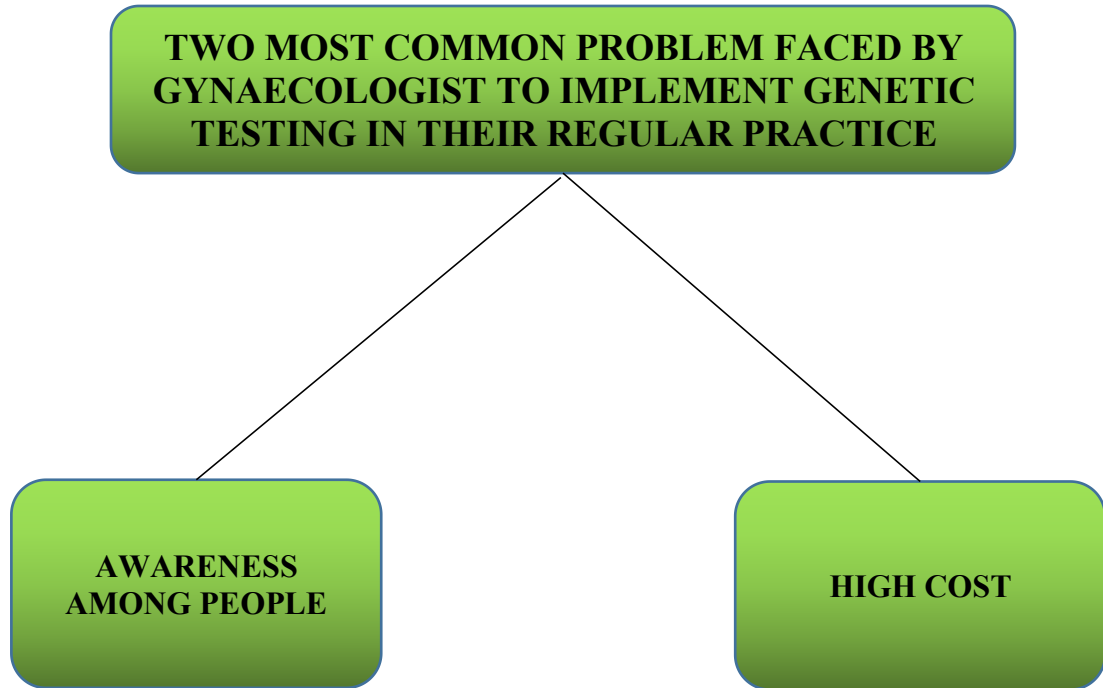 TWO MOST COMMON PROBLEM FACED BY
GYNAECOLOGIST TO IMPLEMENT GENETIC
TESTING IN THEIR REGULAR PRACTICE
AWARENESS
AMONG PEOPLE
HIGH COST